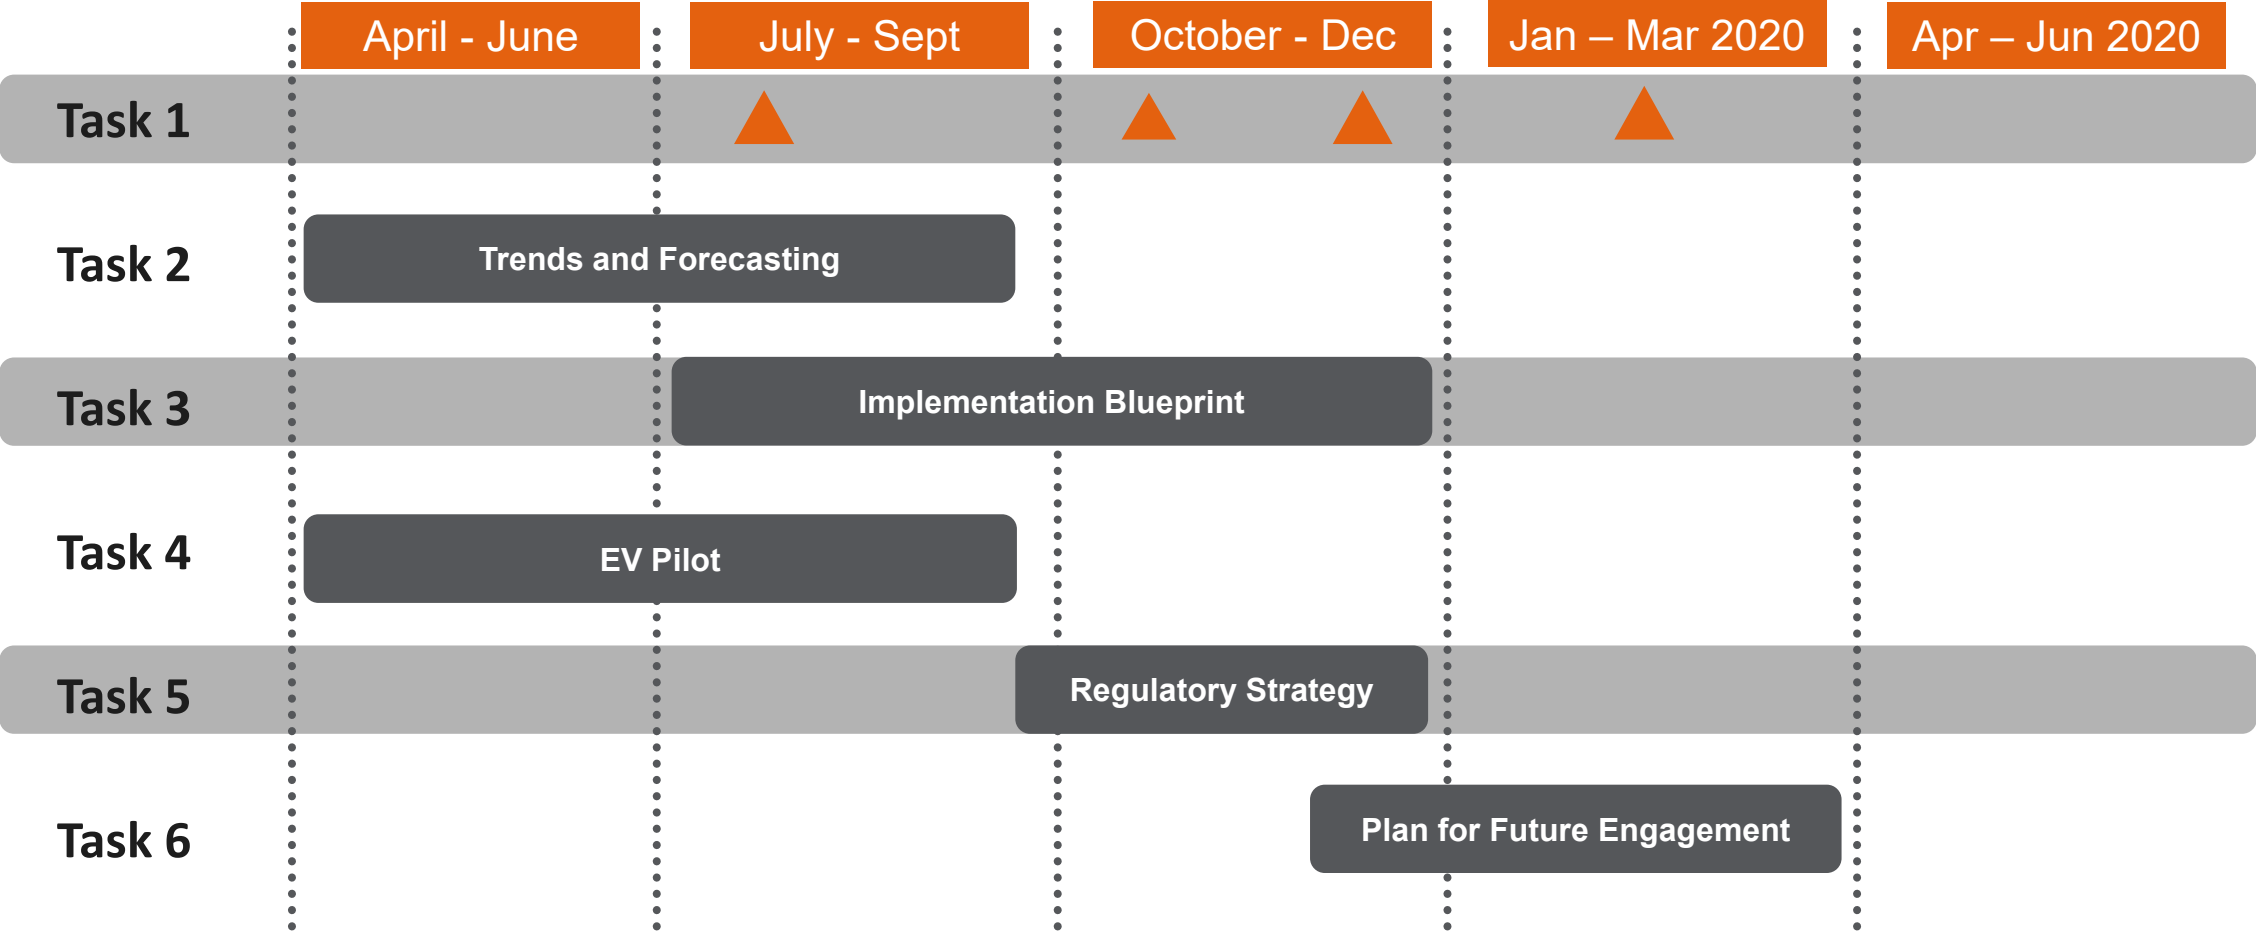 April - June
July - Sept
October - Dec
Jan – Mar 2020
Apr – Jun 2020
Task 1
Task 2
Trends and Forecasting
Task 3
Implementation Blueprint
Task 4
EV Pilot
Task 5
Regulatory Strategy
Task 6
Plan for Future Engagement